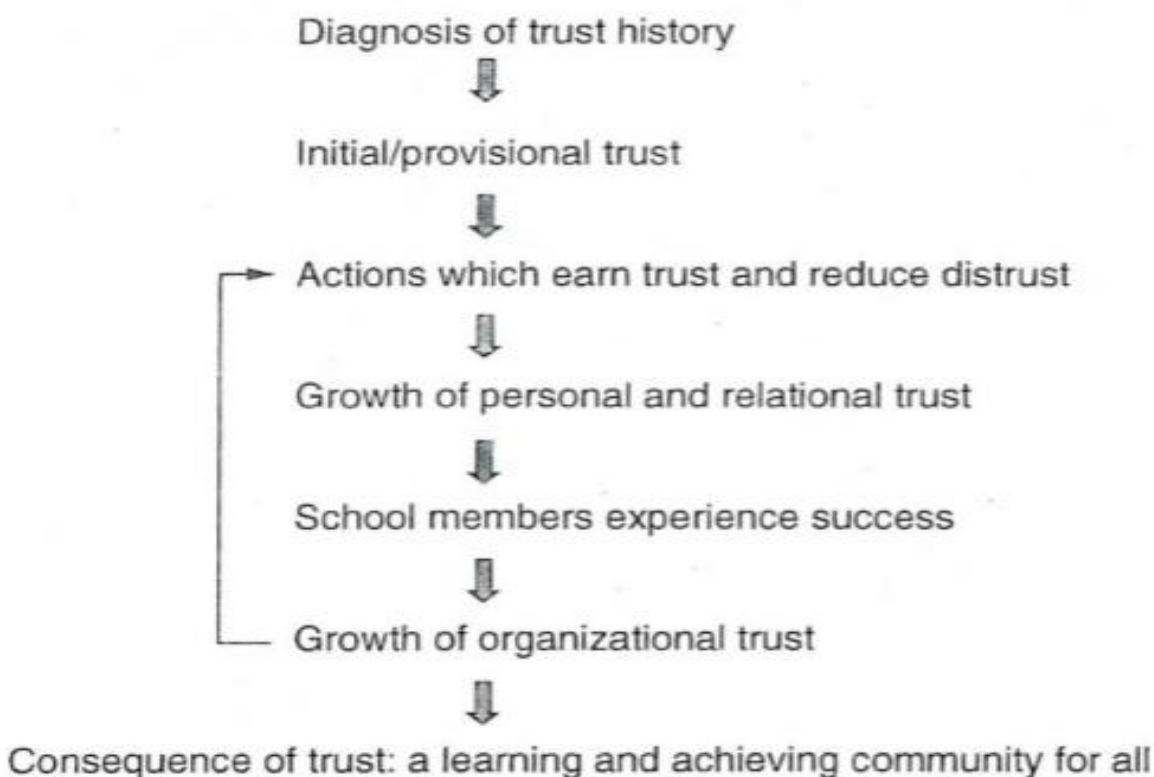 Diagnosis of trust history
Initial/provisional trust
Actions which earn trust and reduce distrust
Growth of personal and relational trust
School members experience success
Growth of organizational trust
Consequence of trust: a learning and achieving community for all